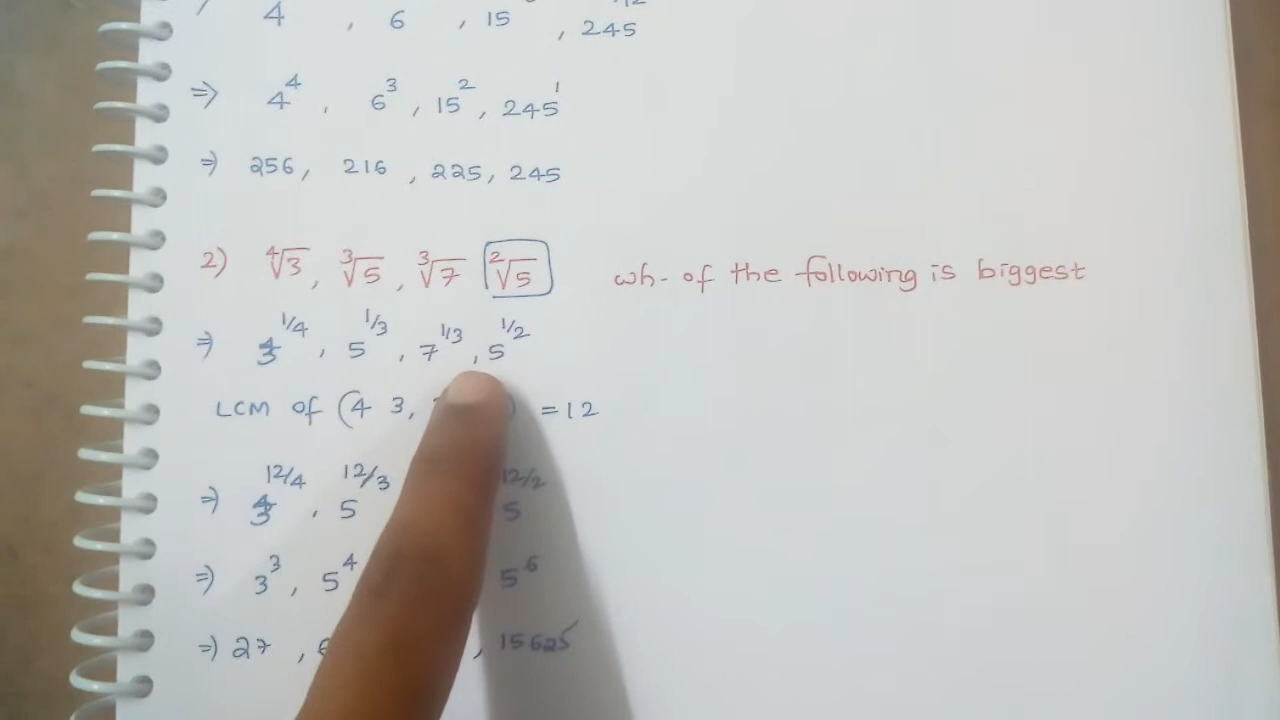 4 , 6 , 15 , 245
=> 4^4 , 6^3 , 15^2 , 245^1
=> 256, 216 , 225, 245
2) ∜3 , ∛5 , ∛7 ²√5 wh- of the following is biggest
=> 3^1/4 , 5^1/3 , 7^1/3 , 5^1/2
LCM of (4 3, ) = 12
=> 3^12/4 , 5^12/3 5^12/2
=> 3^3 , 5^4 5^6
=> 27 , , 15625